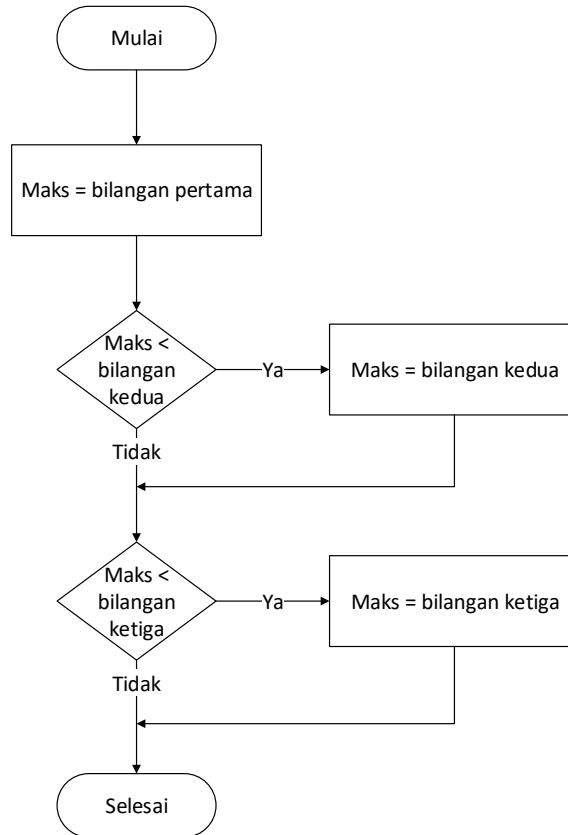 Mulai
Maks = bilangan pertama
Maks <
bilangan
kedua
Ya
Maks = bilangan kedua
Tidak
Maks <
bilangan
ketiga
Ya
Maks = bilangan ketiga
Tidak
Selesai